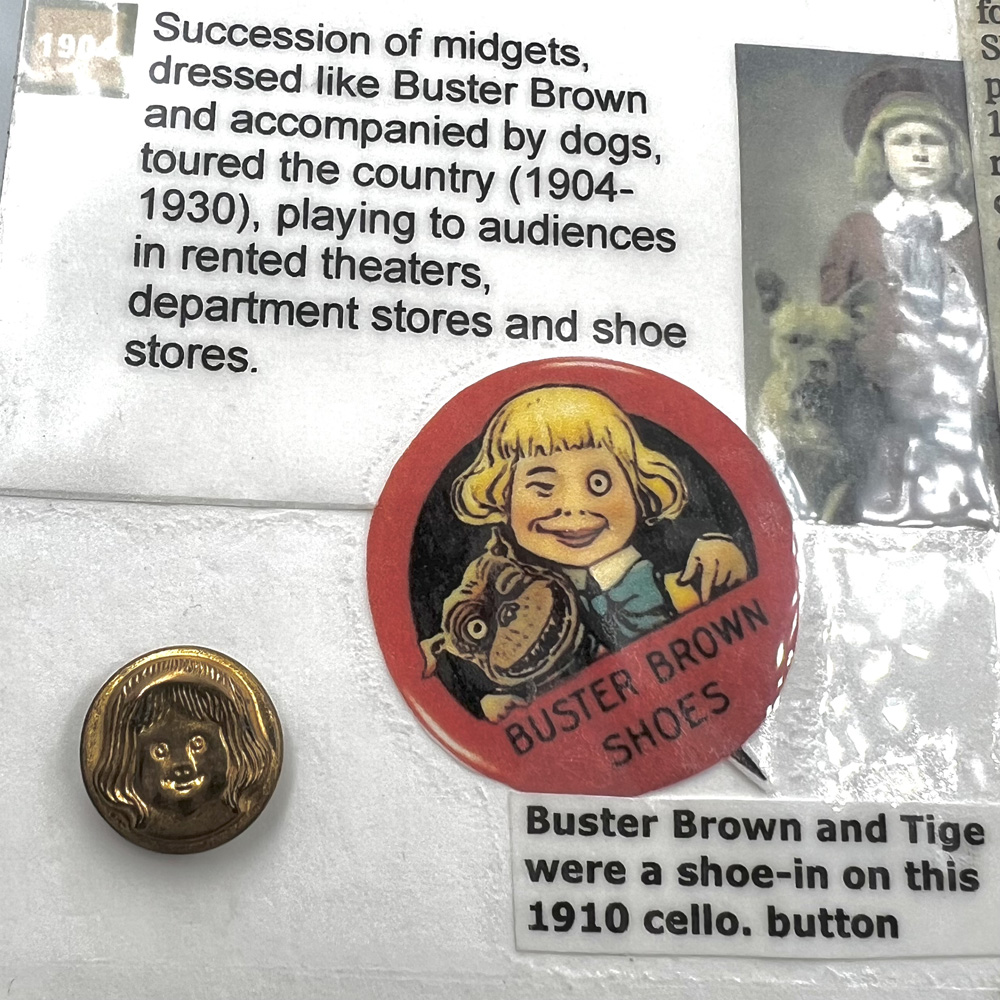 1904
Succession of midgets,
dressed like Buster Brown
and accompanied by dogs,
toured the country (1904-
1930), playing to audiences
in rented theaters,
department stores and shoe
stores.
BUSTER BROWN
SHOES
Buster Brown and Tige
were a shoe-in on this
1910 cello. button